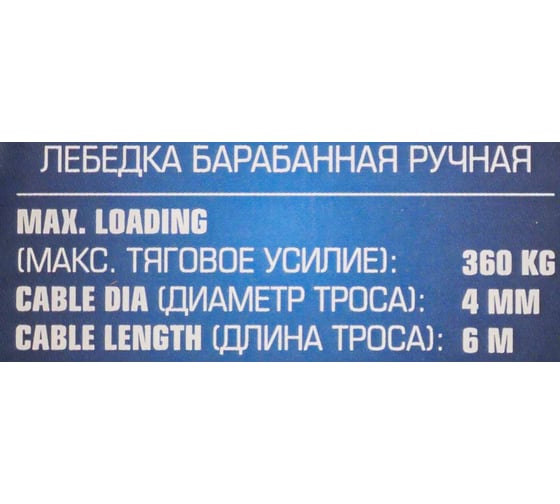 ЛЕБЕДКА БАРАБАННАЯ РУЧНАЯ
MAX. LOADING
(МАКС. ТЯГОВОЕ УСИЛИЕ): 360 KG
CABLE DIA (ДИАМЕТР ТРОСА): 4 MM
CABLE LENGTH (ДЛИНА ТРОСА): 6 M